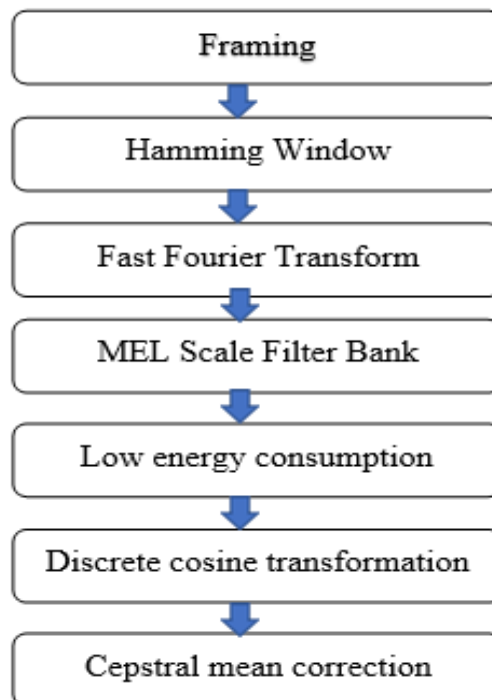 Framing
Hamming Window
Fast Fourier Transform
MEL Scale Filter Bank
Low energy consumption
Discrete cosine transformation
Cepstral mean correction